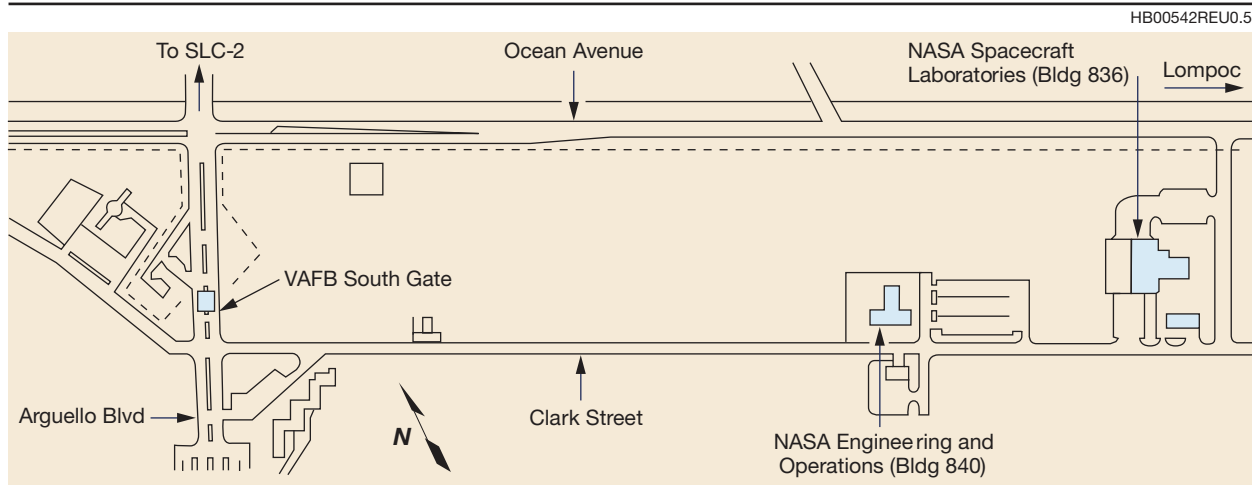 HB00542REU0.5
To SLC-2
Ocean Avenue
NASA Spacecraft
Laboratories (Bldg 836)
Lompoc
VAFB South Gate
Arguello Blvd
N
Clark Street
NASA Engineering and
Operations (Bldg 840)